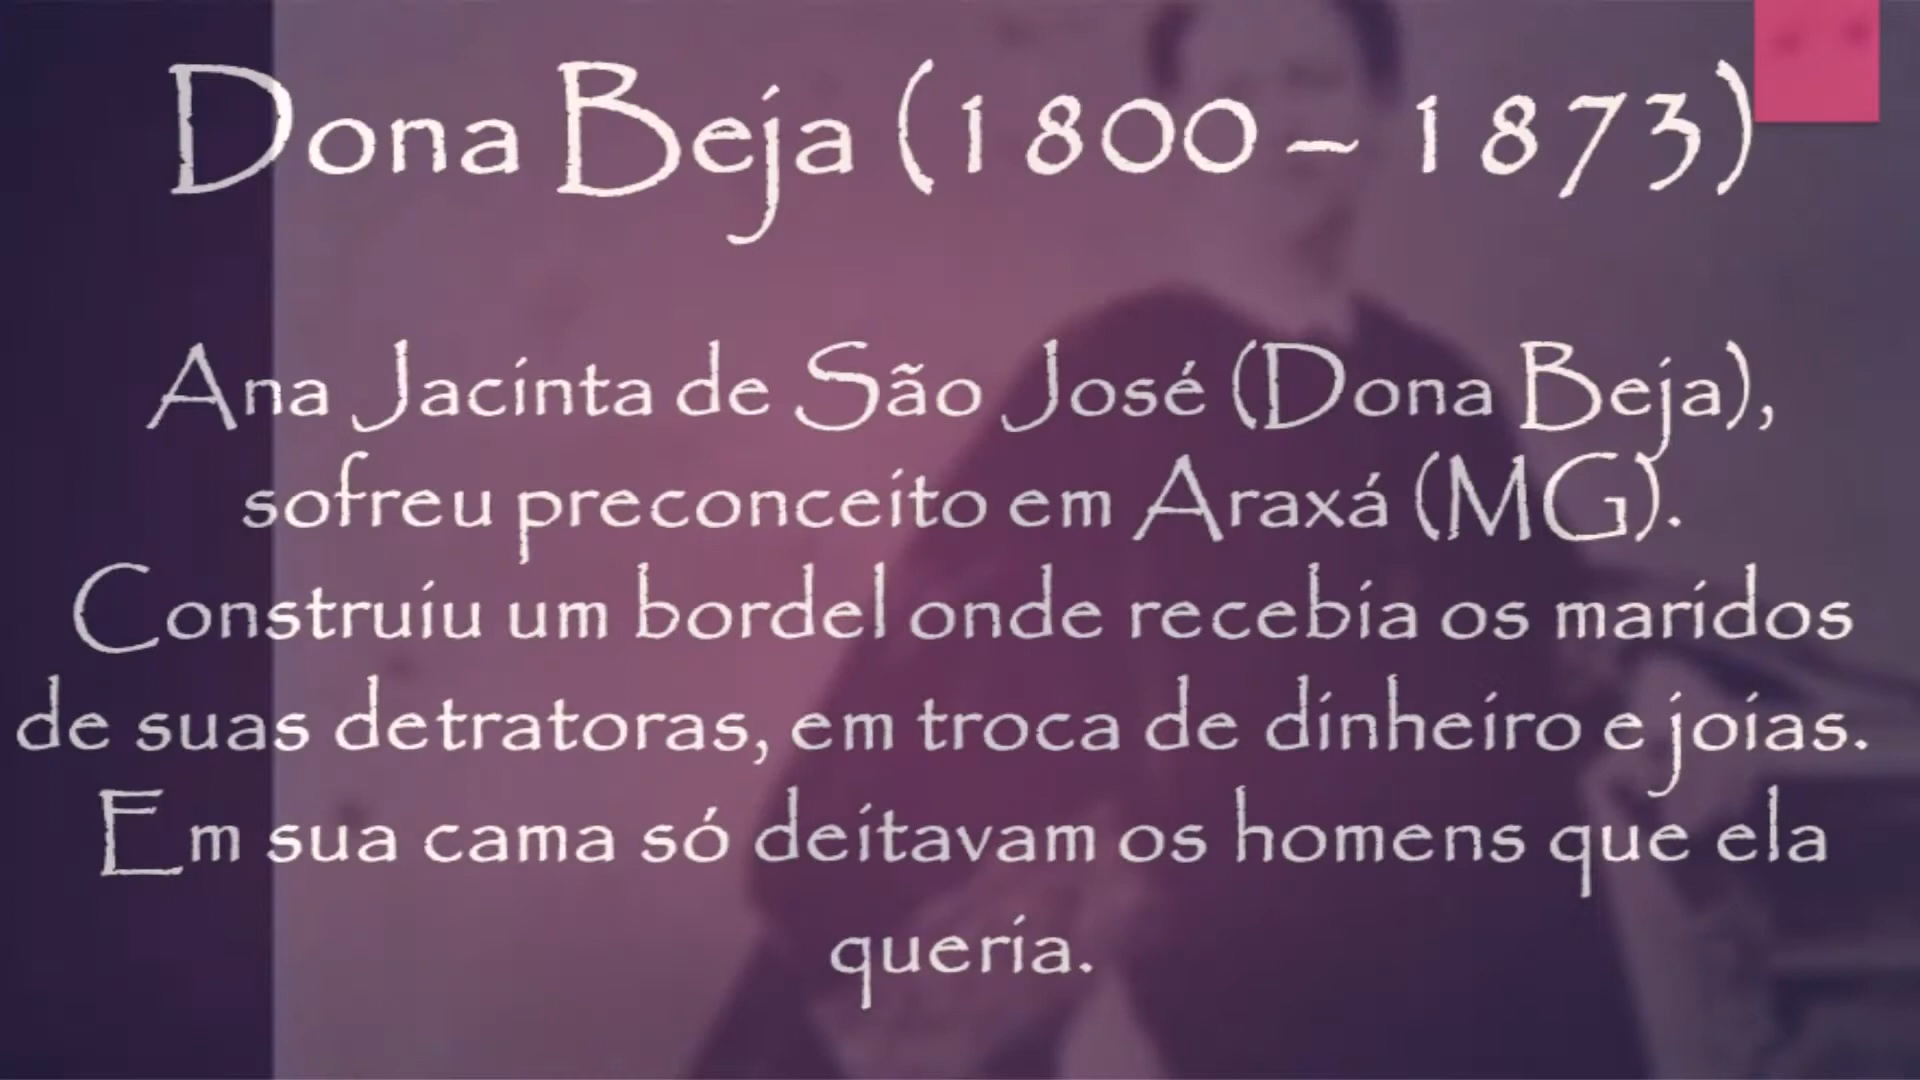 Dona Beja (1800 – 1873)
Ana Jacinta de São José (Dona Beja),
sofreu preconceito em Araxá (MG).
Construiu um bordel onde recebia os maridos
de suas detratoras, em troca de dinheiro e joias.
Em sua cama só deitavam os homens que ela
queria.